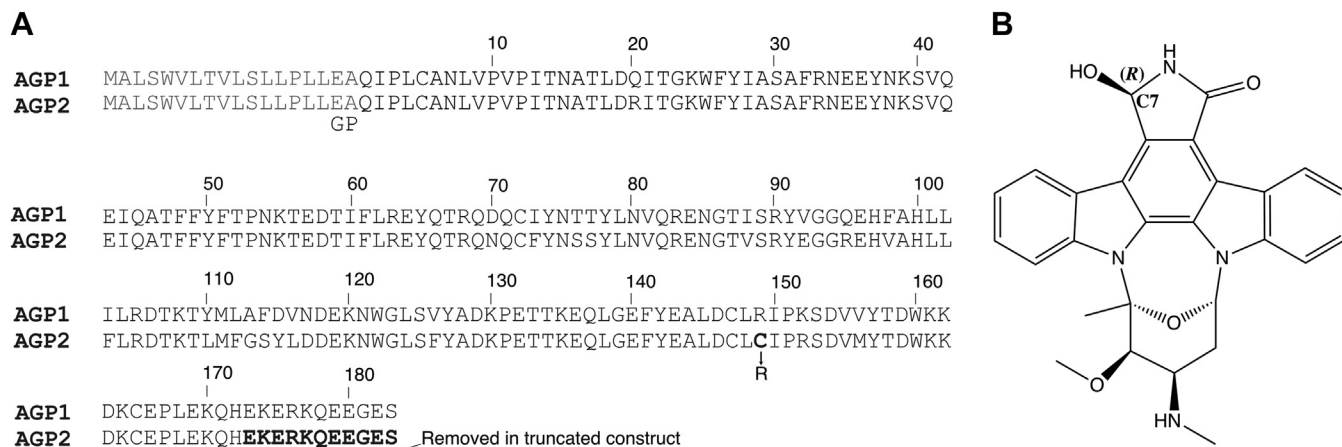 A
10 20 30 40
AGP1 MALSWVLTVLSLLPLLEAQIPLCANLVPVPITNATLDQITGKWFYIASAFRNEEYNKSVQ
AGP2 MALSWVLTVLSLLPLLEAQIPLCANLVPVPITNATLDRITGKWFYIASAFRNEEYNKSVQ
GP
50 60 70 80 90 100
AGP1 EIQATFFYFTPNKTEDTIFLREYQTRQDQCIYNTTYLNVQRENGTISRYVGGQEHFAHLL
AGP2 EIQATFFYFTPNKTEDTIFLREYQTRQNQCFYNSSYLNVQRENGTVSRYEGGREHVAHLL
110 120 130 140 150 160
AGP1 ILRDTKTYMLAFDVNDEKNWGLSVYADKPETTKEQLGEFYEALDCLRIPKSDVVYTDWKK
AGP2 FLRDTKTLMFGSYLDDEKNWGLSFYADKPETTKEQLGEFYEALDCLCIPRSDVMYTDWKK
R
170 180
AGP1 DKCEPLEKQHEKERKQEEGES
AGP2 DKCEPLEKQHEKERKQEEGES
Removed in truncated construct
B
H
HO (R) N
C7 O
N N
O
O
HN